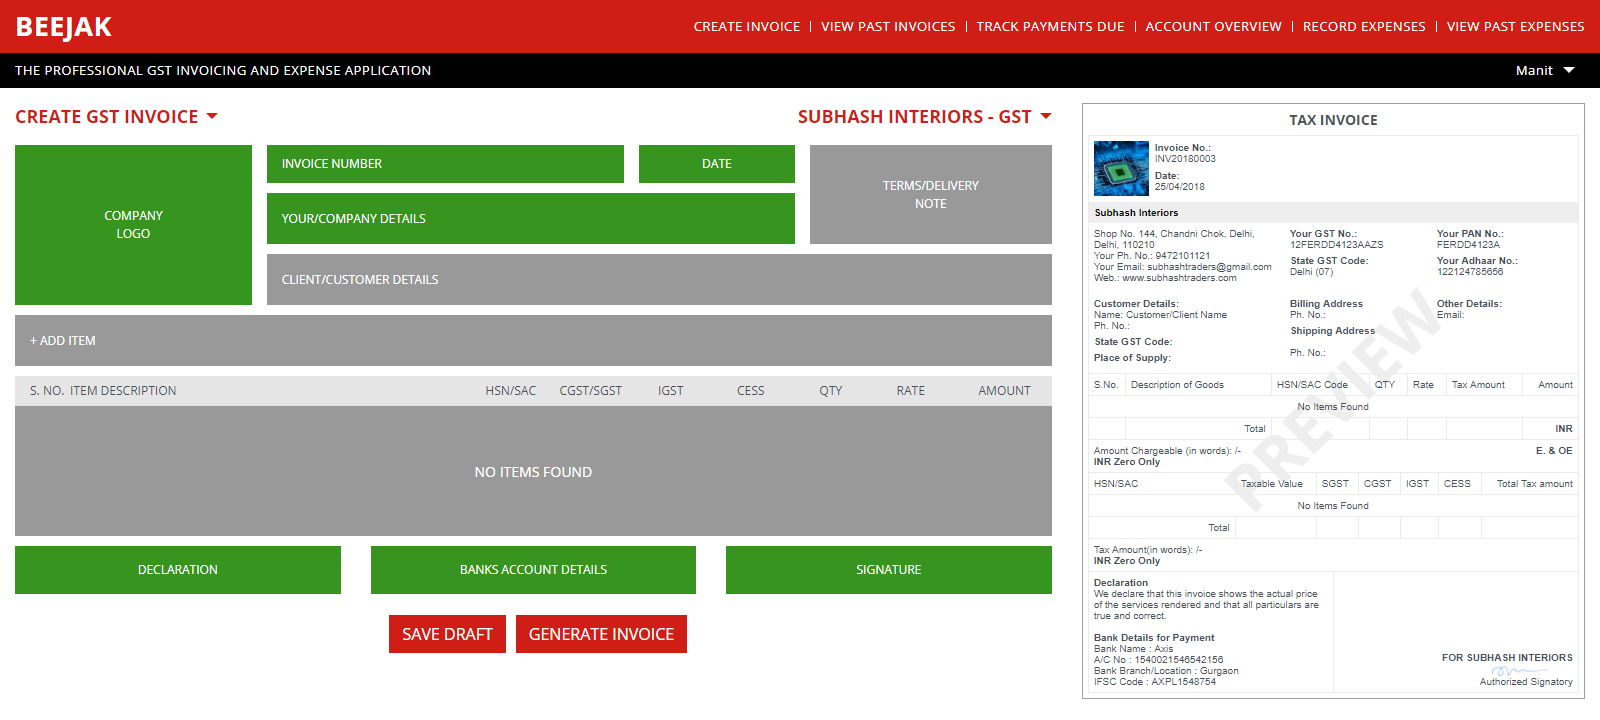 BEEJAK
CREATE INVOICE | VIEW PAST INVOICES | TRACK PAYMENTS DUE | ACCOUNT OVERVIEW | RECORD EXPENSES | VIEW PAST EXPENSES
THE PROFESSIONAL GST INVOICING AND EXPENSE APPLICATION
Manit
CREATE GST INVOICE
SUBHASH INTERIORS - GST
COMPANY
LOGO
INVOICE NUMBER
DATE
TERMS/DELIVERY
NOTE
YOUR/COMPANY DETAILS
CLIENT/CUSTOMER DETAILS
+ ADD ITEM
S. NO. ITEM DESCRIPTION HSN/SAC CGST/SGST IGST CESS QTY RATE AMOUNT
NO ITEMS FOUND
DECLARATION
BANKS ACCOUNT DETAILS
SIGNATURE
SAVE DRAFT
GENERATE INVOICE
TAX INVOICE
Invoice No.:
INV20180003
Date:
25/04/2018
Subhash Interiors
Shop No. 144, Chandni Chok, Delhi,
Delhi, 110210
Your Ph. No.: 9472101121
Your Email: subhashtraders@gmail.com
Web.: www.subhashtraders.com
Your GST No.:
12FERDD4123AAZS
State GST Code:
Delhi (07)
Your PAN No.:
FERDD4123A
Your Adhaar No.:
122124785656
Customer Details:
Name: Customer/Client Name
Ph. No.:
State GST Code:
Place of Supply:
Billing Address
Ph. No.:
Shipping Address
Ph. No.:
Other Details:
Email:
PREVIEW
S.No. Description of Goods HSN/SAC Code QTY Rate Tax Amount Amount
No Items Found
Total INR
Amount Chargeable (in words): /- E. & OE
INR Zero Only
HSN/SAC Taxable Value SGST CGST IGST CESS Total Tax amount
No Items Found
Total
Tax Amount(in words): /-
INR Zero Only
Declaration
We declare that this invoice shows the actual price
of the services rendered and that all particulars are
true and correct.
Bank Details for Payment
Bank Name : Axis
A/C No : 1540021546542156
Bank Branch/Location : Gurgaon
IFSC Code : AXPL1548754
FOR SUBHASH INTERIORS
Authorized Signatory